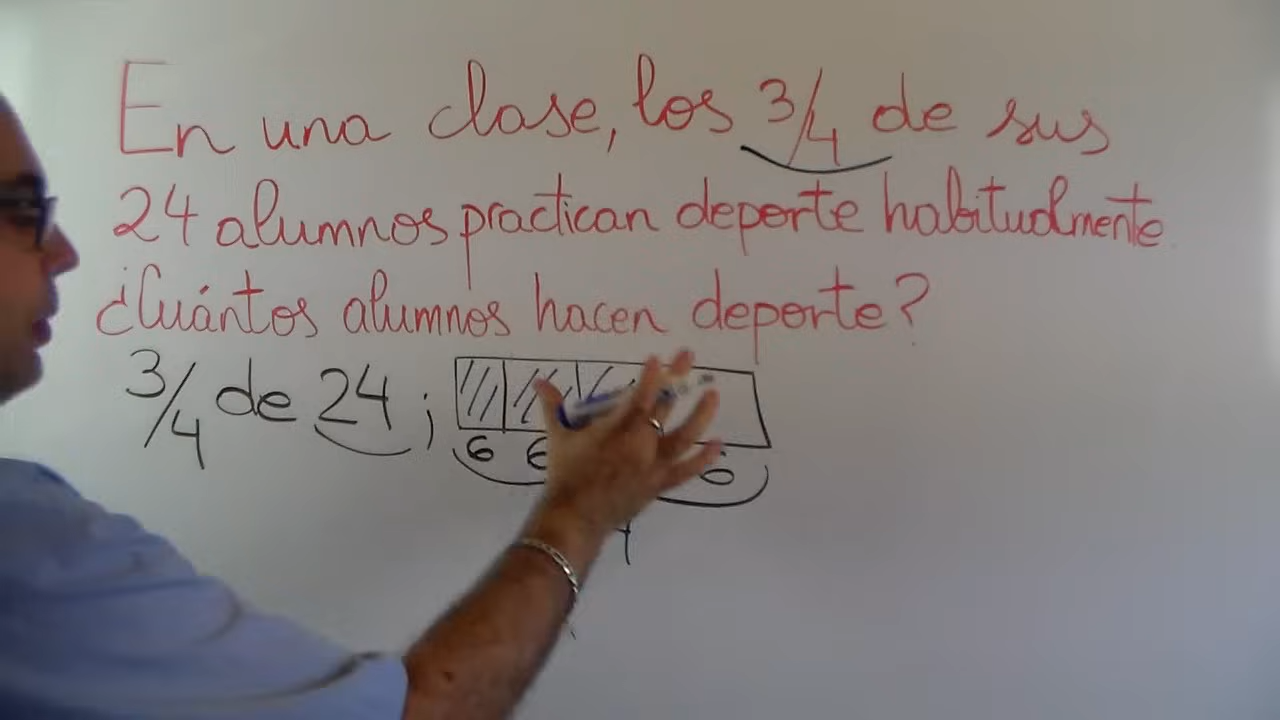 En una clase, los 3/4 de sus
24 alumnos practican deporte habitualmente
¿Cuántos alumnos hacen deporte?
3/4 de 24 ;
6 6 6